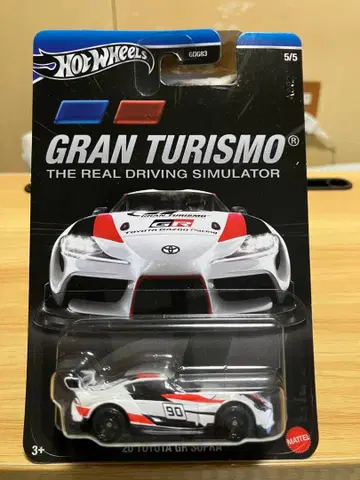 Hot Wheels
GDG83
5/5
GRAN TURISMO®
THE REAL DRIVING SIMULATOR
GRAN TURISMO
GR
TOYOTA GAZOO Racing
90
3+
20 TOYOTA GR SUPRA
MATTEL